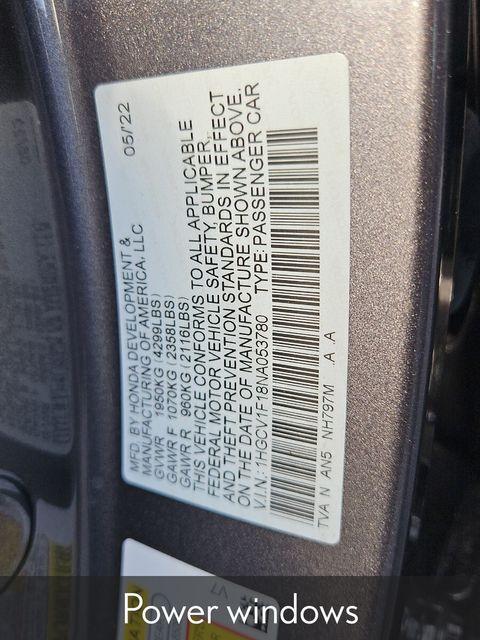 MFD. BY HONDA DEVELOPMENT & 05/'22
MANUFACTURING OF AMERICA, LLC
GVWR 1950KG (4299LBS)
GAWR F 1070KG (2358LBS)
GAWR R 960KG (2116LBS)
THIS VEHICLE CONFORMS TO ALL APPLICABLE
FEDERAL MOTOR VEHICLE SAFETY, BUMPER,
AND THEFT PREVENTION STANDARDS IN EFFECT
ON THE DATE OF MANUFACTURE SHOWN ABOVE.
V.I.N.: 1HGCV1F18NA053780 TYPE: PASSENGER CAR
TVA N AN5 NH797M A A
V7
Power windows